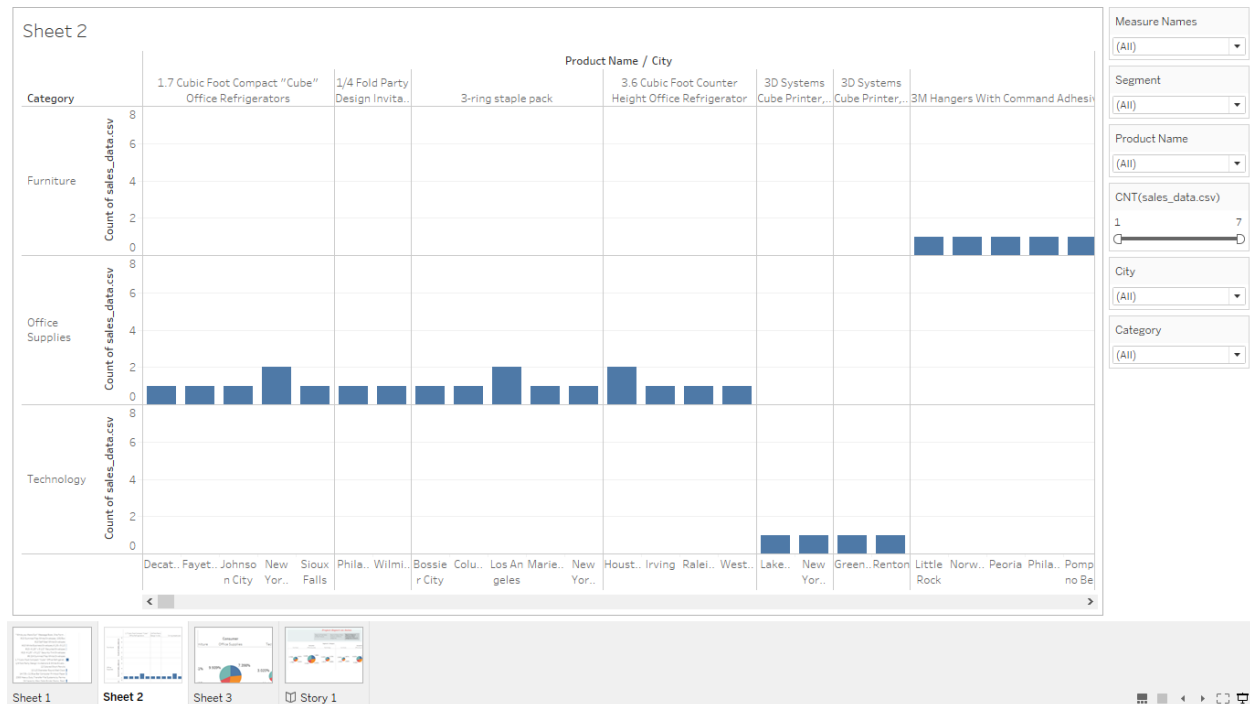 Sheet 2
Product Name / City
Category
1.7 Cubic Foot Compact "Cube"
Office Refrigerators
1/4 Fold Party
Design Invita..
3-ring staple pack
3.6 Cubic Foot Counter
Height Office Refrigerator
3D Systems
Cube Printer,..
3D Systems
Cube Printer,..
3M Hangers With Command Adhesiv
Furniture
Count of sales_data.csv
8
6
4
2
0
Office
Supplies
Count of sales_data.csv
8
6
4
2
0
Technology
Count of sales_data.csv
8
6
4
2
0
Decat.. Fayet.. Johnso New Sioux Phila.. Wilmi.. Bossie Colu.. Los An Marie.. New Houst.. Irving Ralei.. West.. Lake.. New Green.. Renton Little Norw.. Peoria Phila.. Pomp
n City Yor.. Falls r City geles Yor.. Yor.. Rock no Be
Measure Names
(All)
Segment
(All)
Product Name
(All)
CNT(sales_data.csv)
1 7
City
(All)
Category
(All)
Sheet 1
Sheet 2
Sheet 3
Story 1